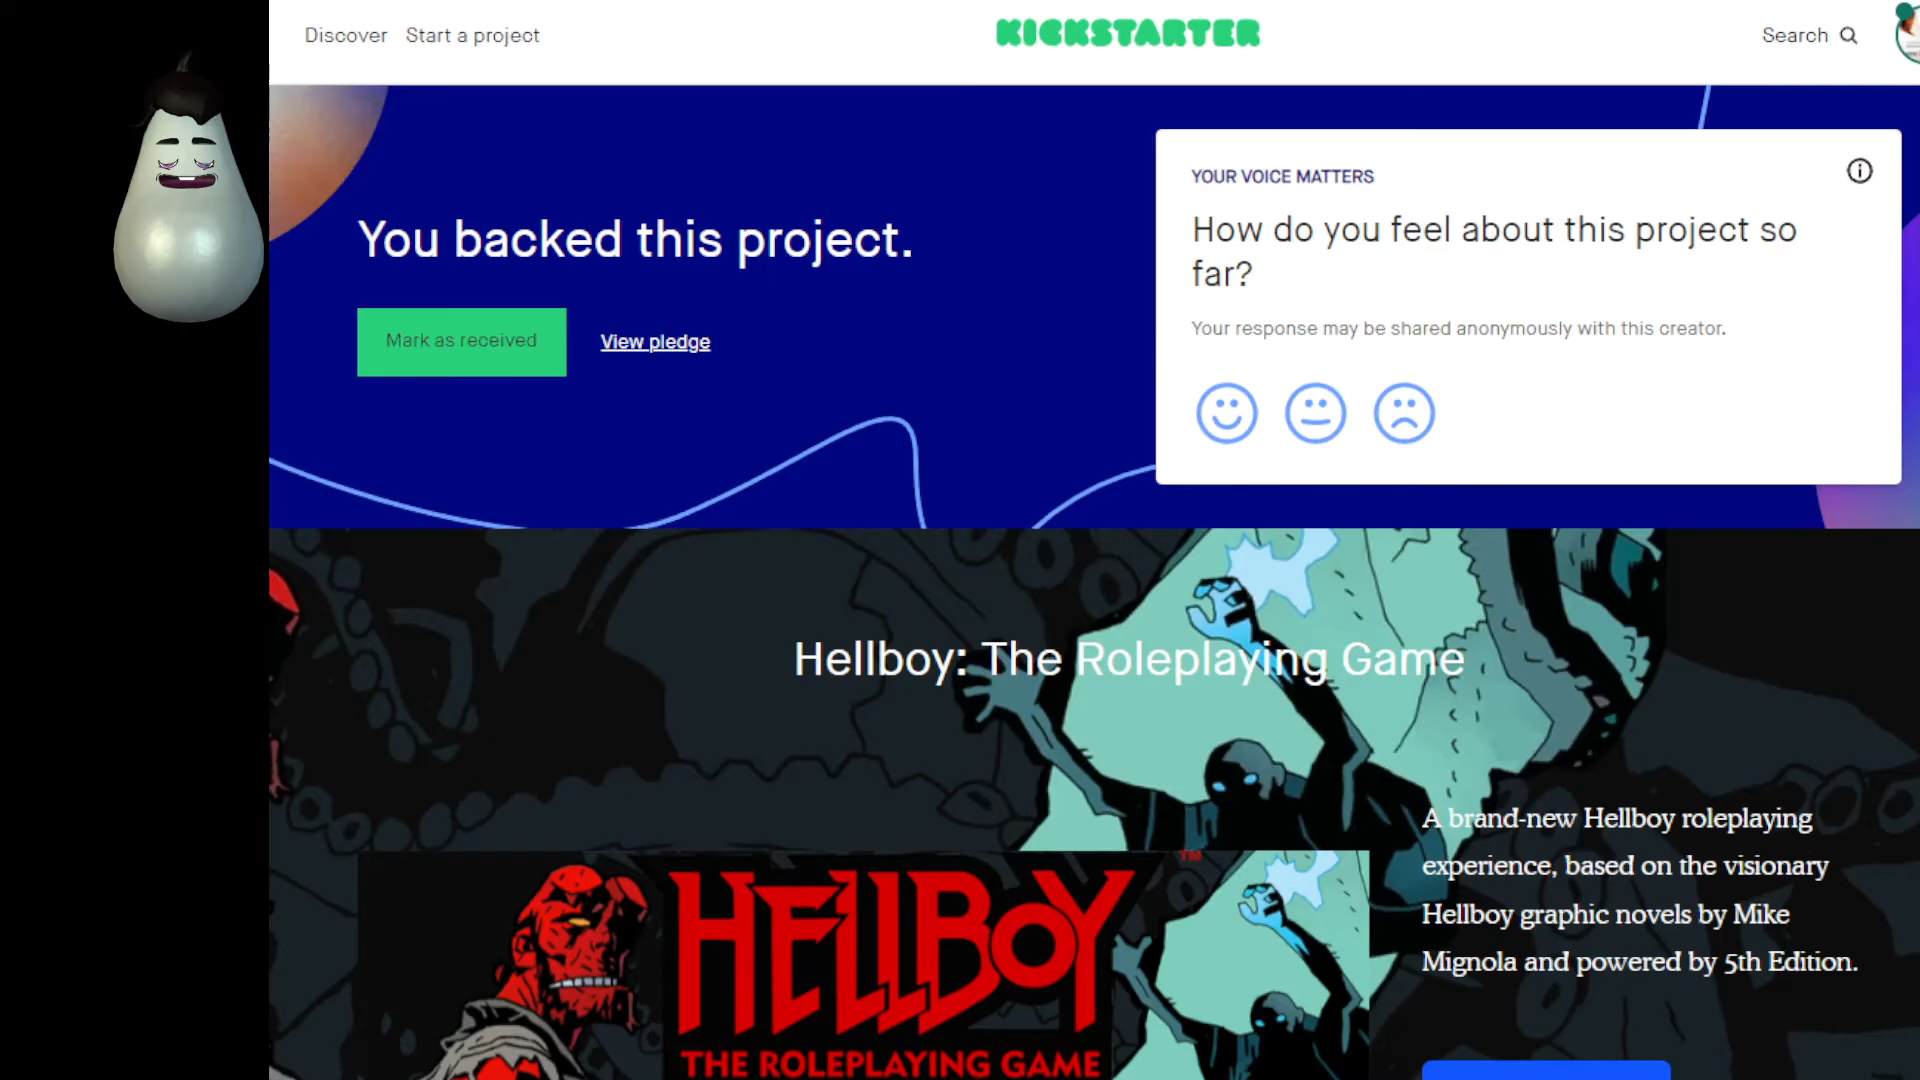 Discover Start a project
KICKSTARTER
Search
You backed this project.
Mark as received
View pledge
YOUR VOICE MATTERS
How do you feel about this project so
far?
Your response may be shared anonymously with this creator.
Hellboy: The Roleplaying Game
HELLBOY™
THE ROLEPLAYING GAME
A brand-new Hellboy roleplaying
experience, based on the visionary
Hellboy graphic novels by Mike
Mignola and powered by 5th Edition.